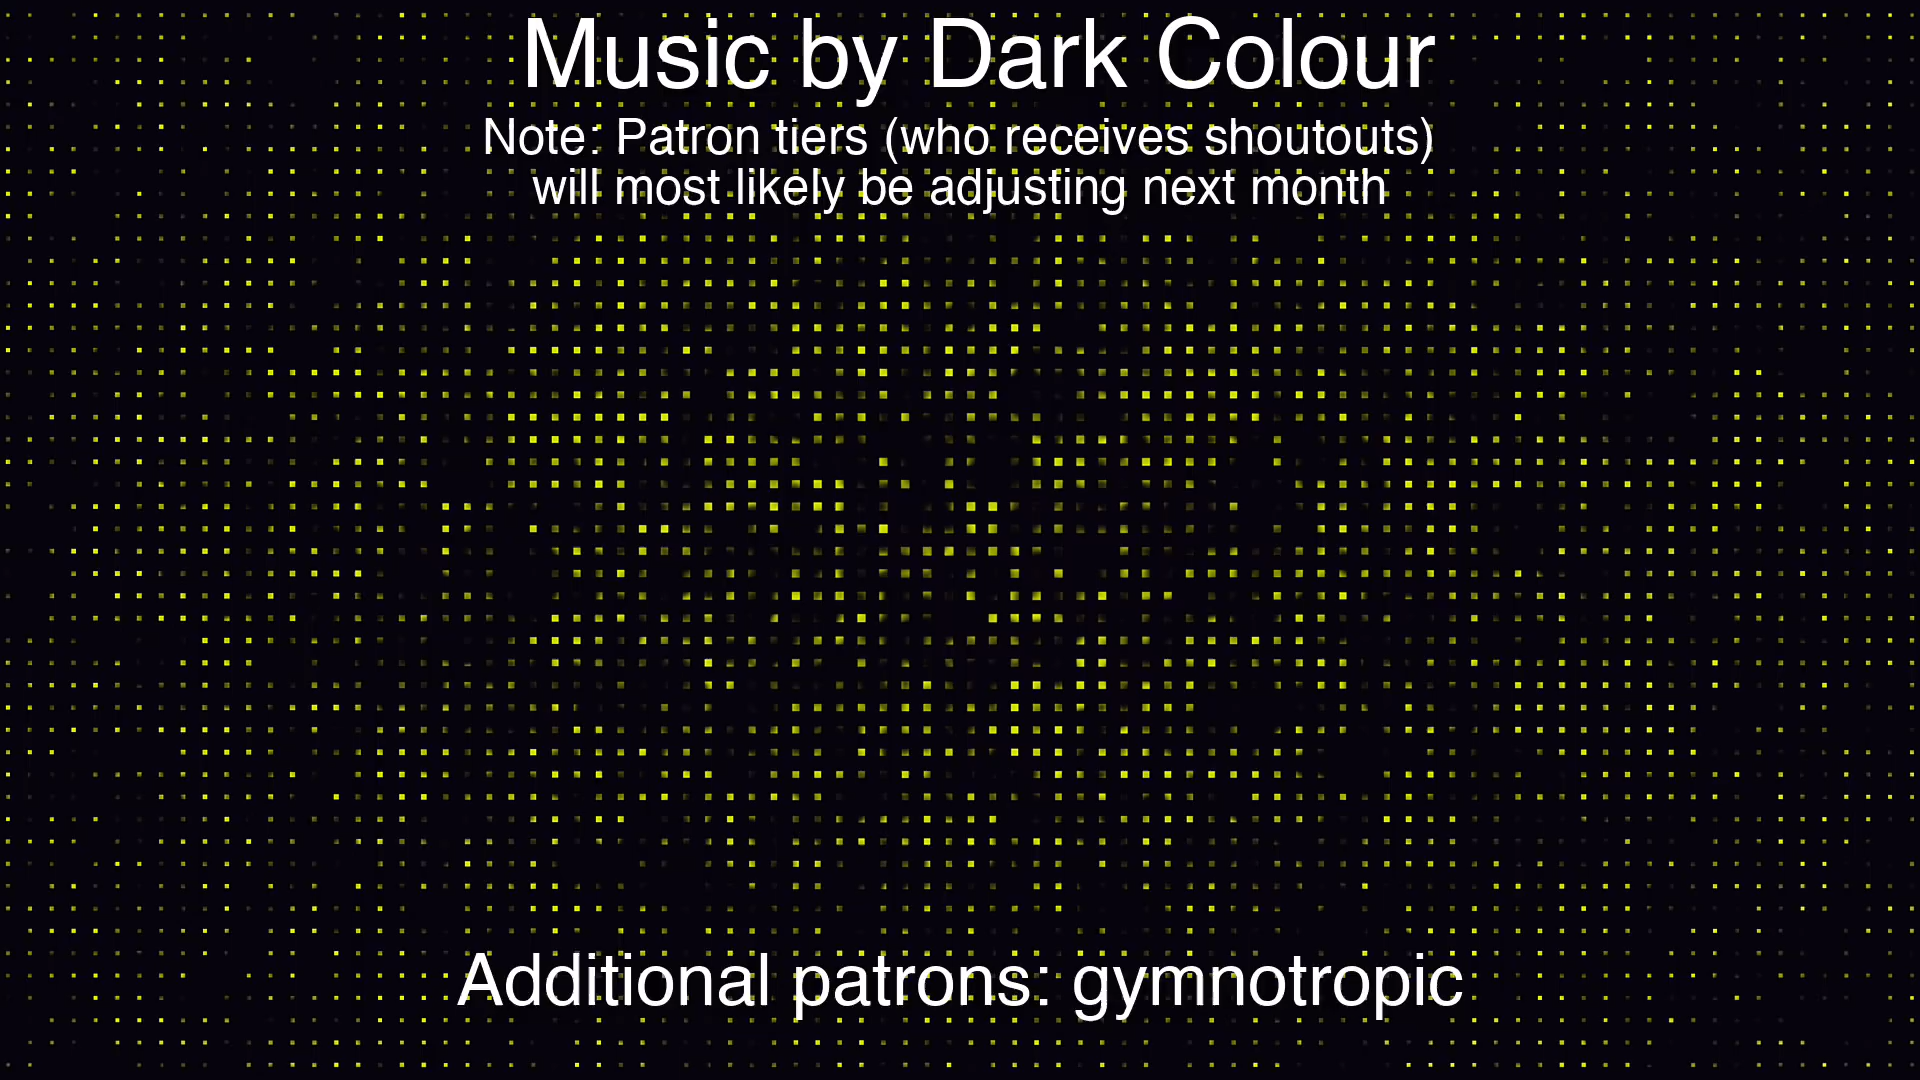 Music by Dark Colour
Note: Patron tiers (who receives shoutouts)
will most likely be adjusting next month
Additional patrons: gymnotropic